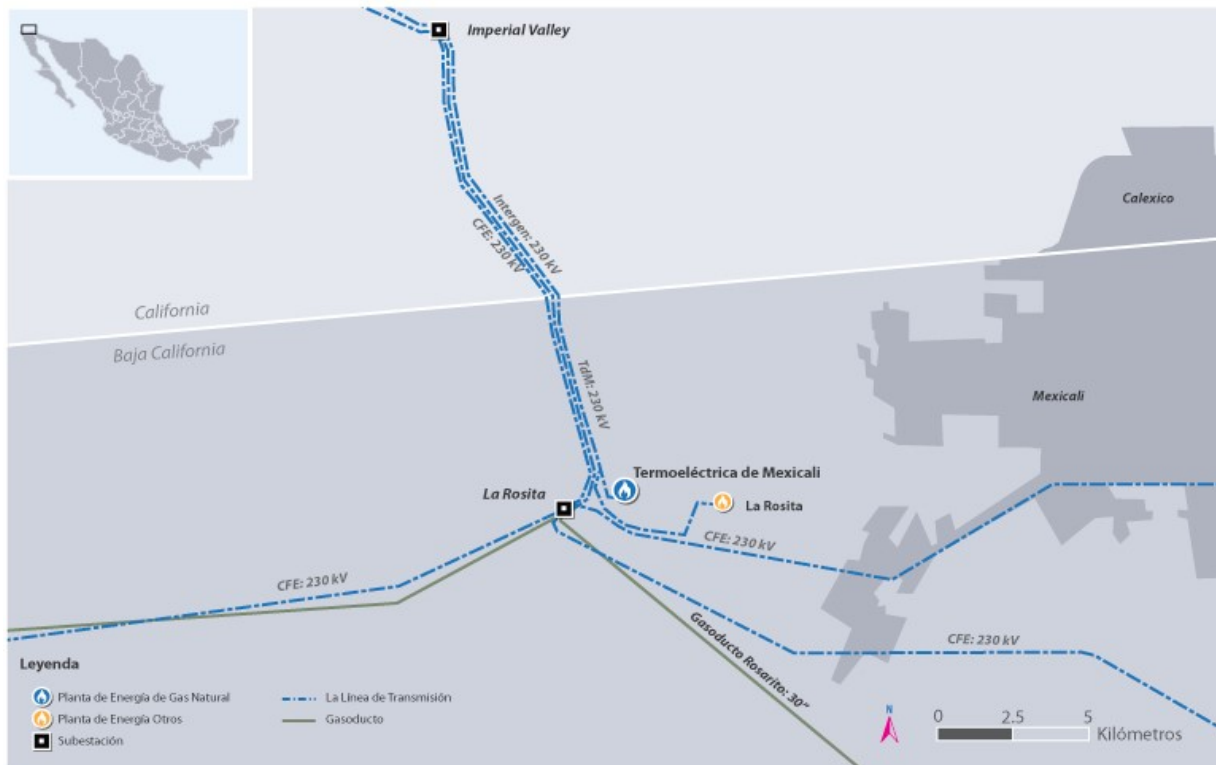 Imperial Valley
Calexico
Intergen: 230 kV
CFE: 230 kV
California
Baja California
TdM: 230 kV
Mexicali
Termoeléctrica de Mexicali
La Rosita
La Rosita
CFE: 230 kV
CFE: 230 kV
CFE: 230 kV
Gasoducto Rosarito: 30"
Leyenda
Planta de Energía de Gas Natural
La Línea de Transmisión
Planta de Energía Otros
Gasoducto
Subestación
N
0 2.5 5
Kilómetros